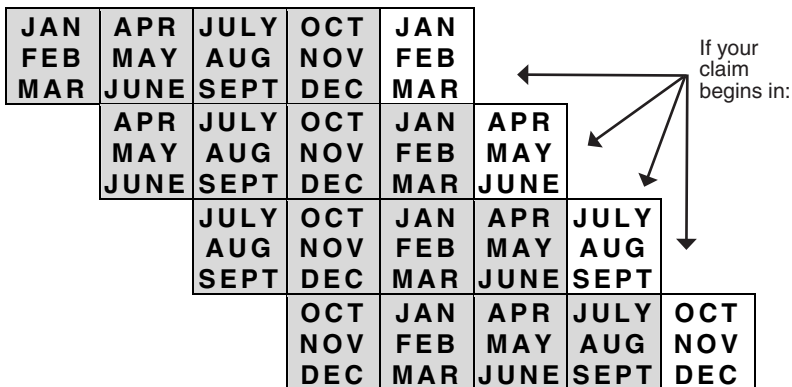 JAN APR JULY OCT JAN
FEB MAY AUG NOV FEB
MAR JUNE SEPT DEC MAR
If your
claim
begins in:
APR JULY OCT JAN APR
MAY AUG NOV FEB MAY
JUNE SEPT DEC MAR JUNE
JULY OCT JAN APR JULY
AUG NOV FEB MAY AUG
SEPT DEC MAR JUNE SEPT
OCT JAN APR JULY OCT
NOV FEB MAY AUG NOV
DEC MAR JUNE SEPT DEC